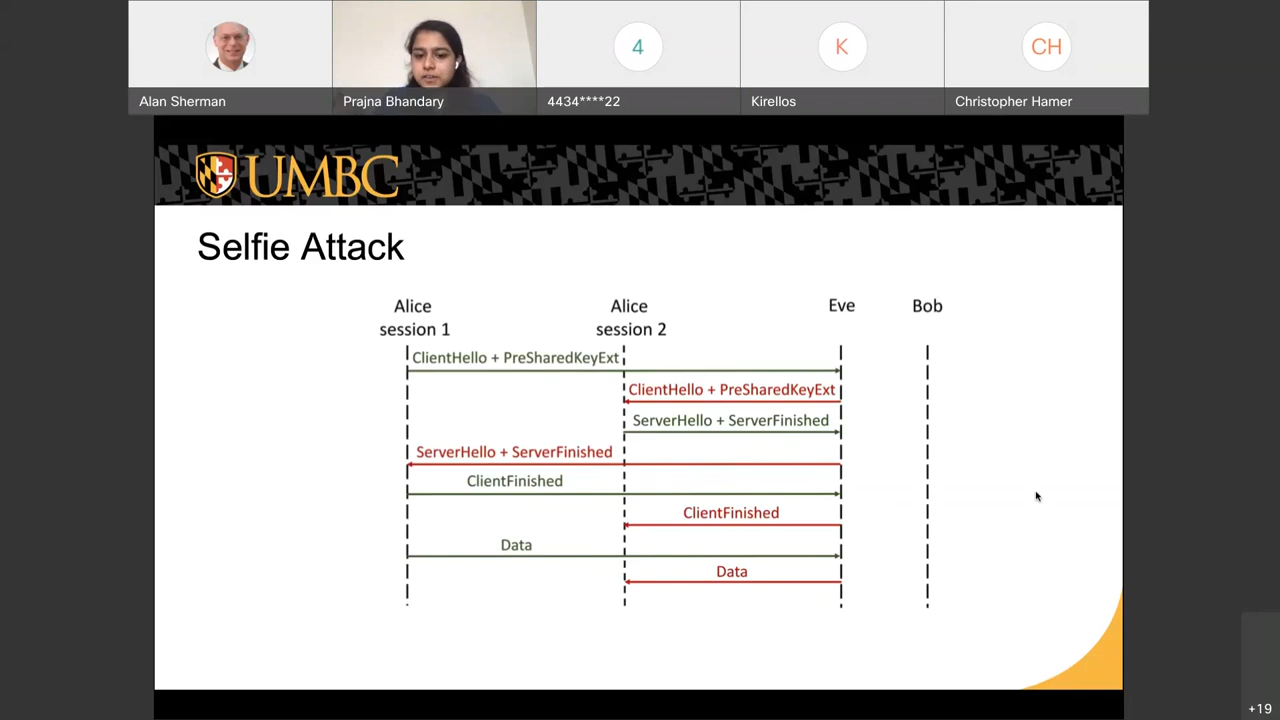 4
K
CH
Alan Sherman
Prajna Bhandary
4434****22
Kirellos
Christopher Hamer
UMBC
Selfie Attack
Alice
session 1
Alice
session 2
Eve
Bob
ClientHello + PreSharedKeyExt
ClientHello + PreSharedKeyExt
ServerHello + ServerFinished
ServerHello + ServerFinished
ClientFinished
ClientFinished
Data
Data
+19